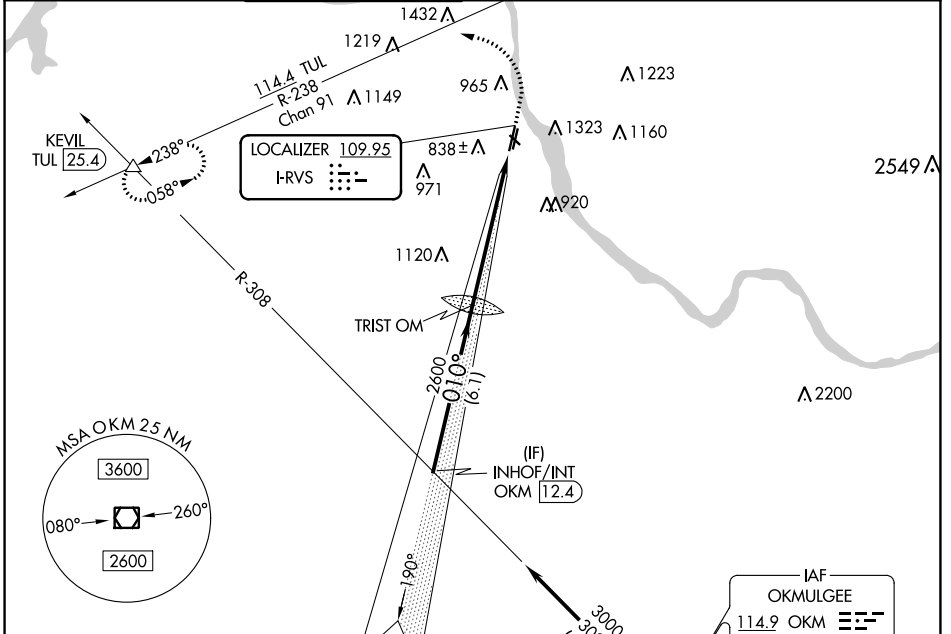 1432
1219
114.4 TUL
R-238
Chan 91
1149
965
1223
KEVIL
TUL 25.4
238°
058°
LOCALIZER 109.95
I-RVS
838±
971
1323
1160
2549
920
1120
R-308
TRIST OM
2600
010°
(6.1)
2200
MSA OKM 25 NM
3600
080°
260°
2600
(IF)
INHOF/INT
OKM 12.4
190°
3000
IAF
OKMULGEE
114.9 OKM